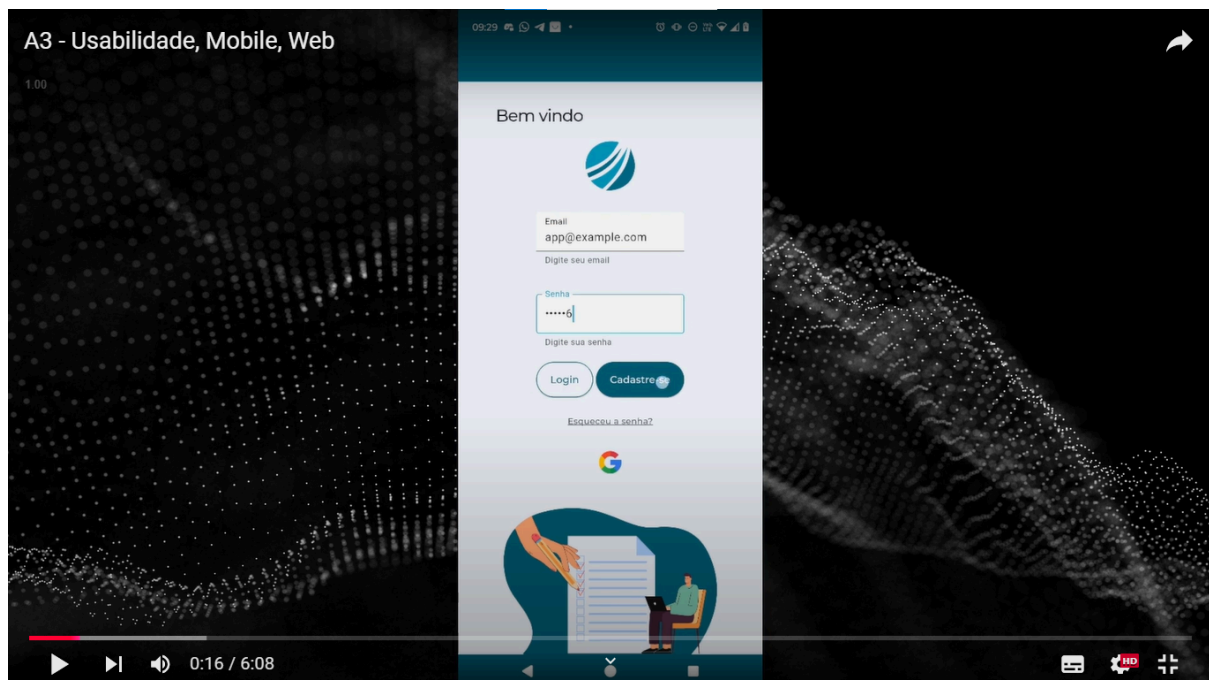 A3 - Usabilidade, Mobile, Web
1.00
09:29
Bem vindo
Email
app@example.com
Digite seu email
Senha
•••••6
Digite sua senha
Login
Cadastre-se
Esqueceu a senha?
0:16 / 6:08
HD